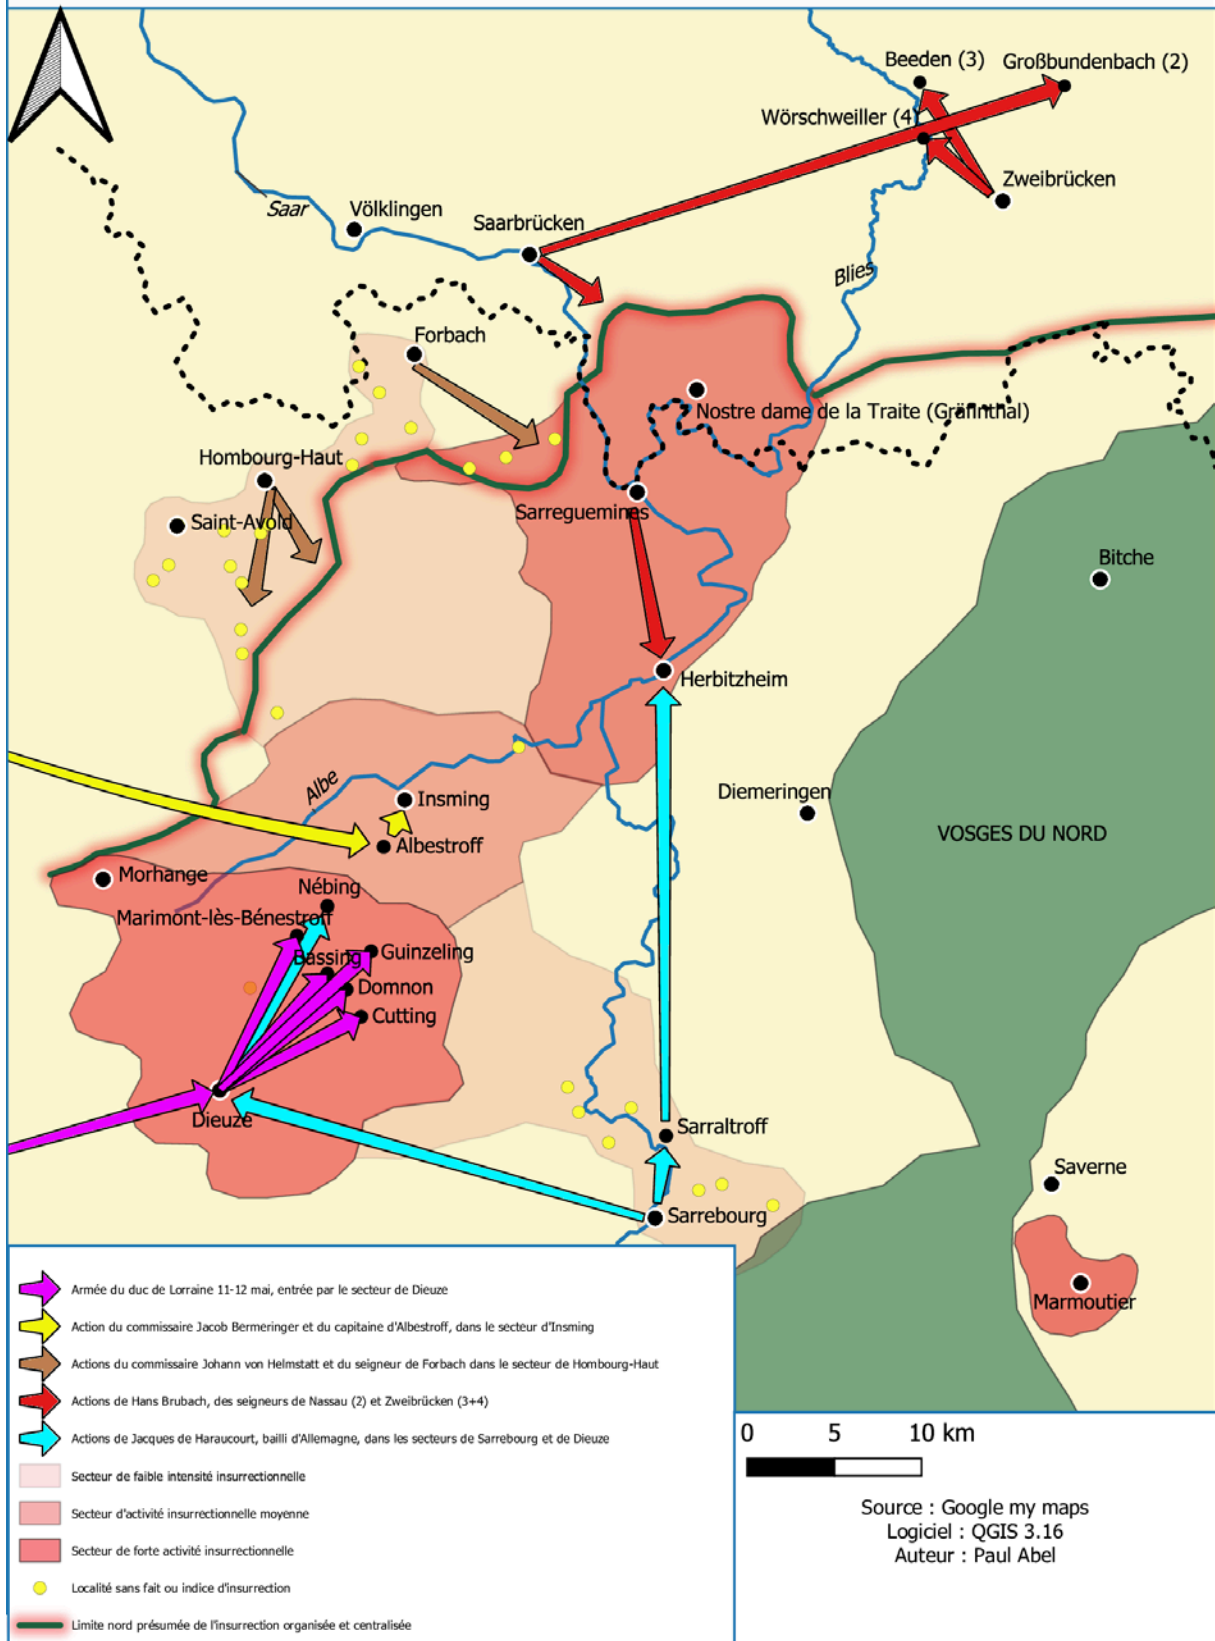 Beeden (3)
Großbundenbach (2)
Wörschweiller (4)
Zweibrücken
Saar
Völklingen
Saarbrücken
Blies
Forbach
Nostre dame de la Traite (Gräfinthal)
Hombourg-Haut
Saint-Avold
Sarreguemines
Bitche
Herbitzheim
Albe
Insming
Diemeringen
Albestroff
VOSGES DU NORD
Morhange
Nébing
Marimont-lès-Bénestroff
Bassing
Guinzeling
Domnon
Cutting
Dieuze
Sarraltroff
Saverne
Sarrebourg
Marmoutier
Armée du duc de Lorraine 11-12 mai, entrée par le secteur de Dieuze
Action du commissaire Jacob Bermeringer et du capitaine d'Albestroff, dans le secteur d'Insming
Actions du commissaire Johann von Helmstatt et du seigneur de Forbach dans le secteur de Hombourg-Haut
Actions de Hans Brubach, des seigneurs de Nassau (2) et Zweibrücken (3+4)
Actions de Jacques de Haraucourt, bailli d'Allemagne, dans les secteurs de Sarrebourg et de Dieuze
Secteur de faible intensité insurrectionnelle
Secteur d'activité insurrectionnelle moyenne
Secteur de forte activité insurrectionnelle
Localité sans fait ou indice d'insurrection
Limite nord présumée de l'insurrection organisée et centralisée
0 5 10 km
Source : Google my maps
Logiciel : QGIS 3.16
Auteur : Paul Abel